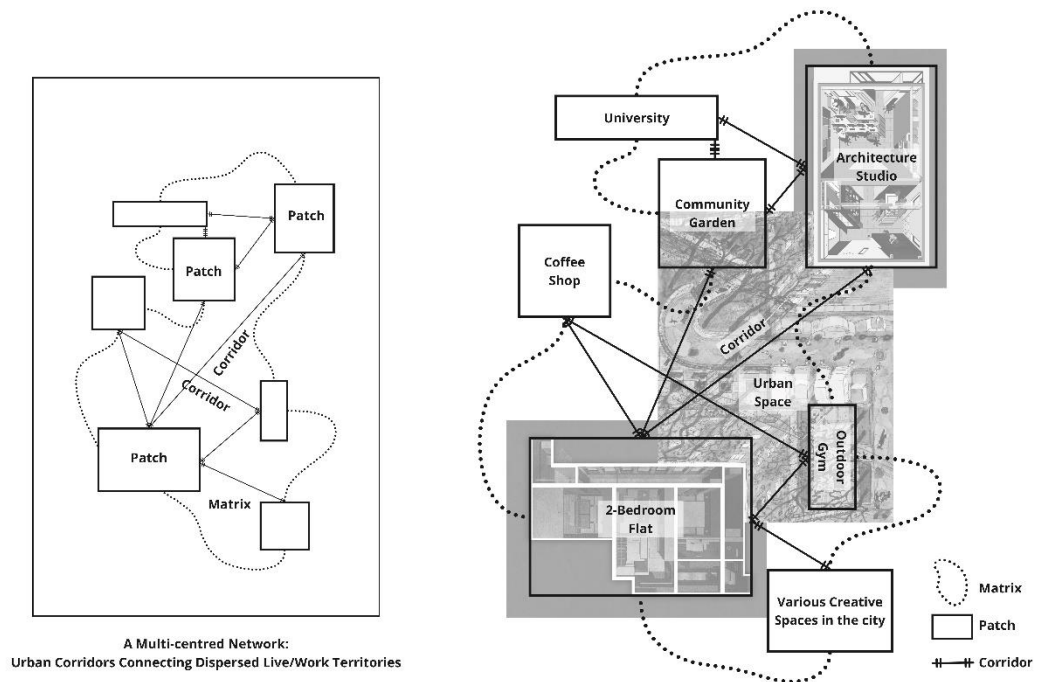 Patch
Patch
Corridor
Corridor
Patch
Matrix
A Multi-centred Network:
Urban Corridors Connecting Dispersed Live/Work Territories
University
Architecture
Studio
Community
Garden
Coffee
Shop
Corridor
Urban
Space
Outdoor
Gym
2-Bedroom
Flat
Various Creative
Spaces in the city
Matrix
Patch
Corridor